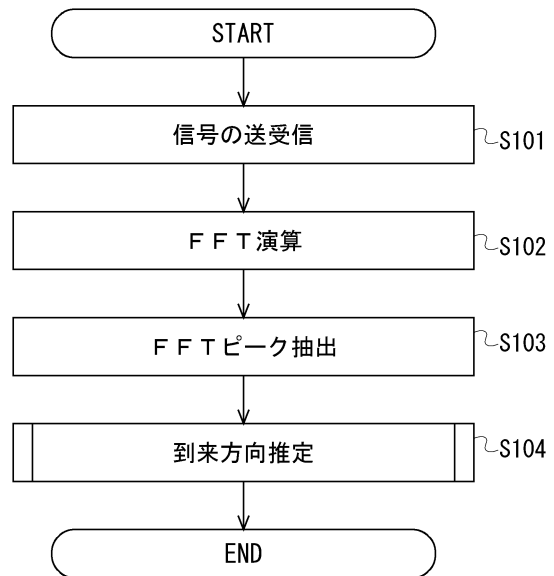 START
信号の送受信
S101
ＦＦＴ演算
S102
ＦＦＴピーク抽出
S103
到来方向推定
S104
END